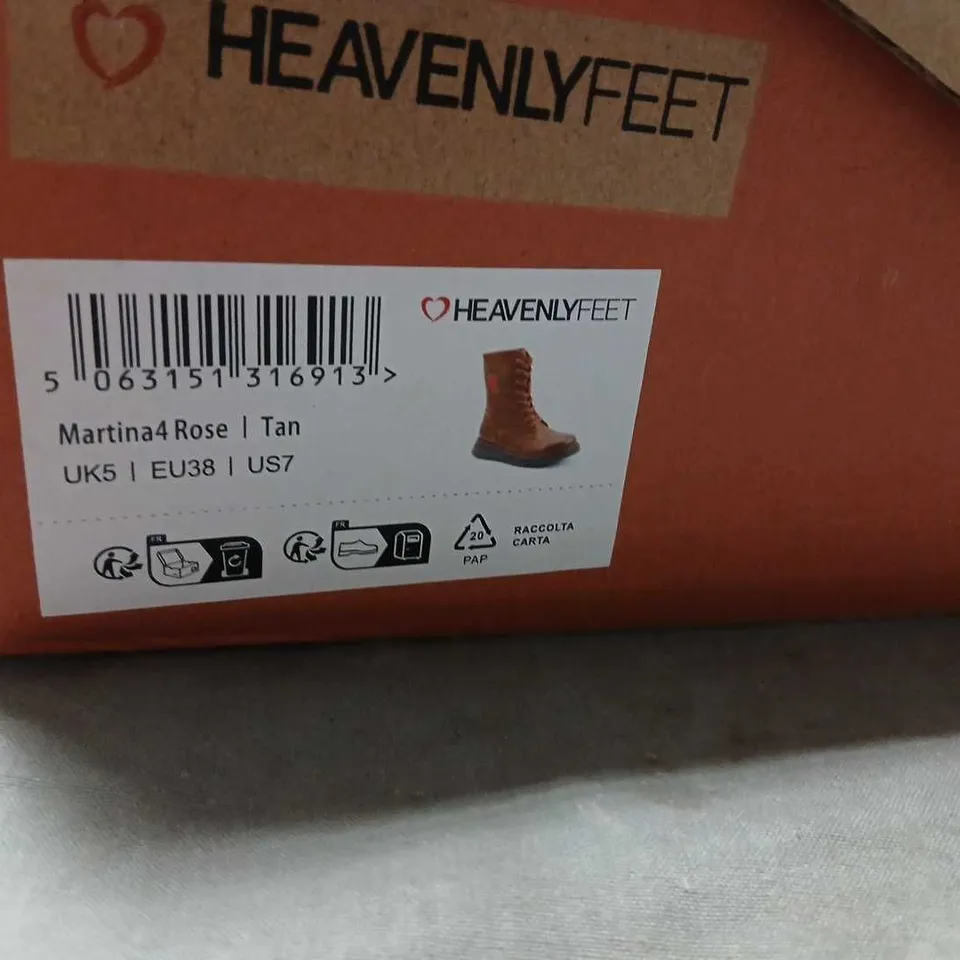 HEAVENLYFEET
HEAVENLYFEET
5 063151 316913 >
Martina4 Rose | Tan
UK5 | EU38 | US7
FR
FR
20
PAP
RACCOLTA
CARTA